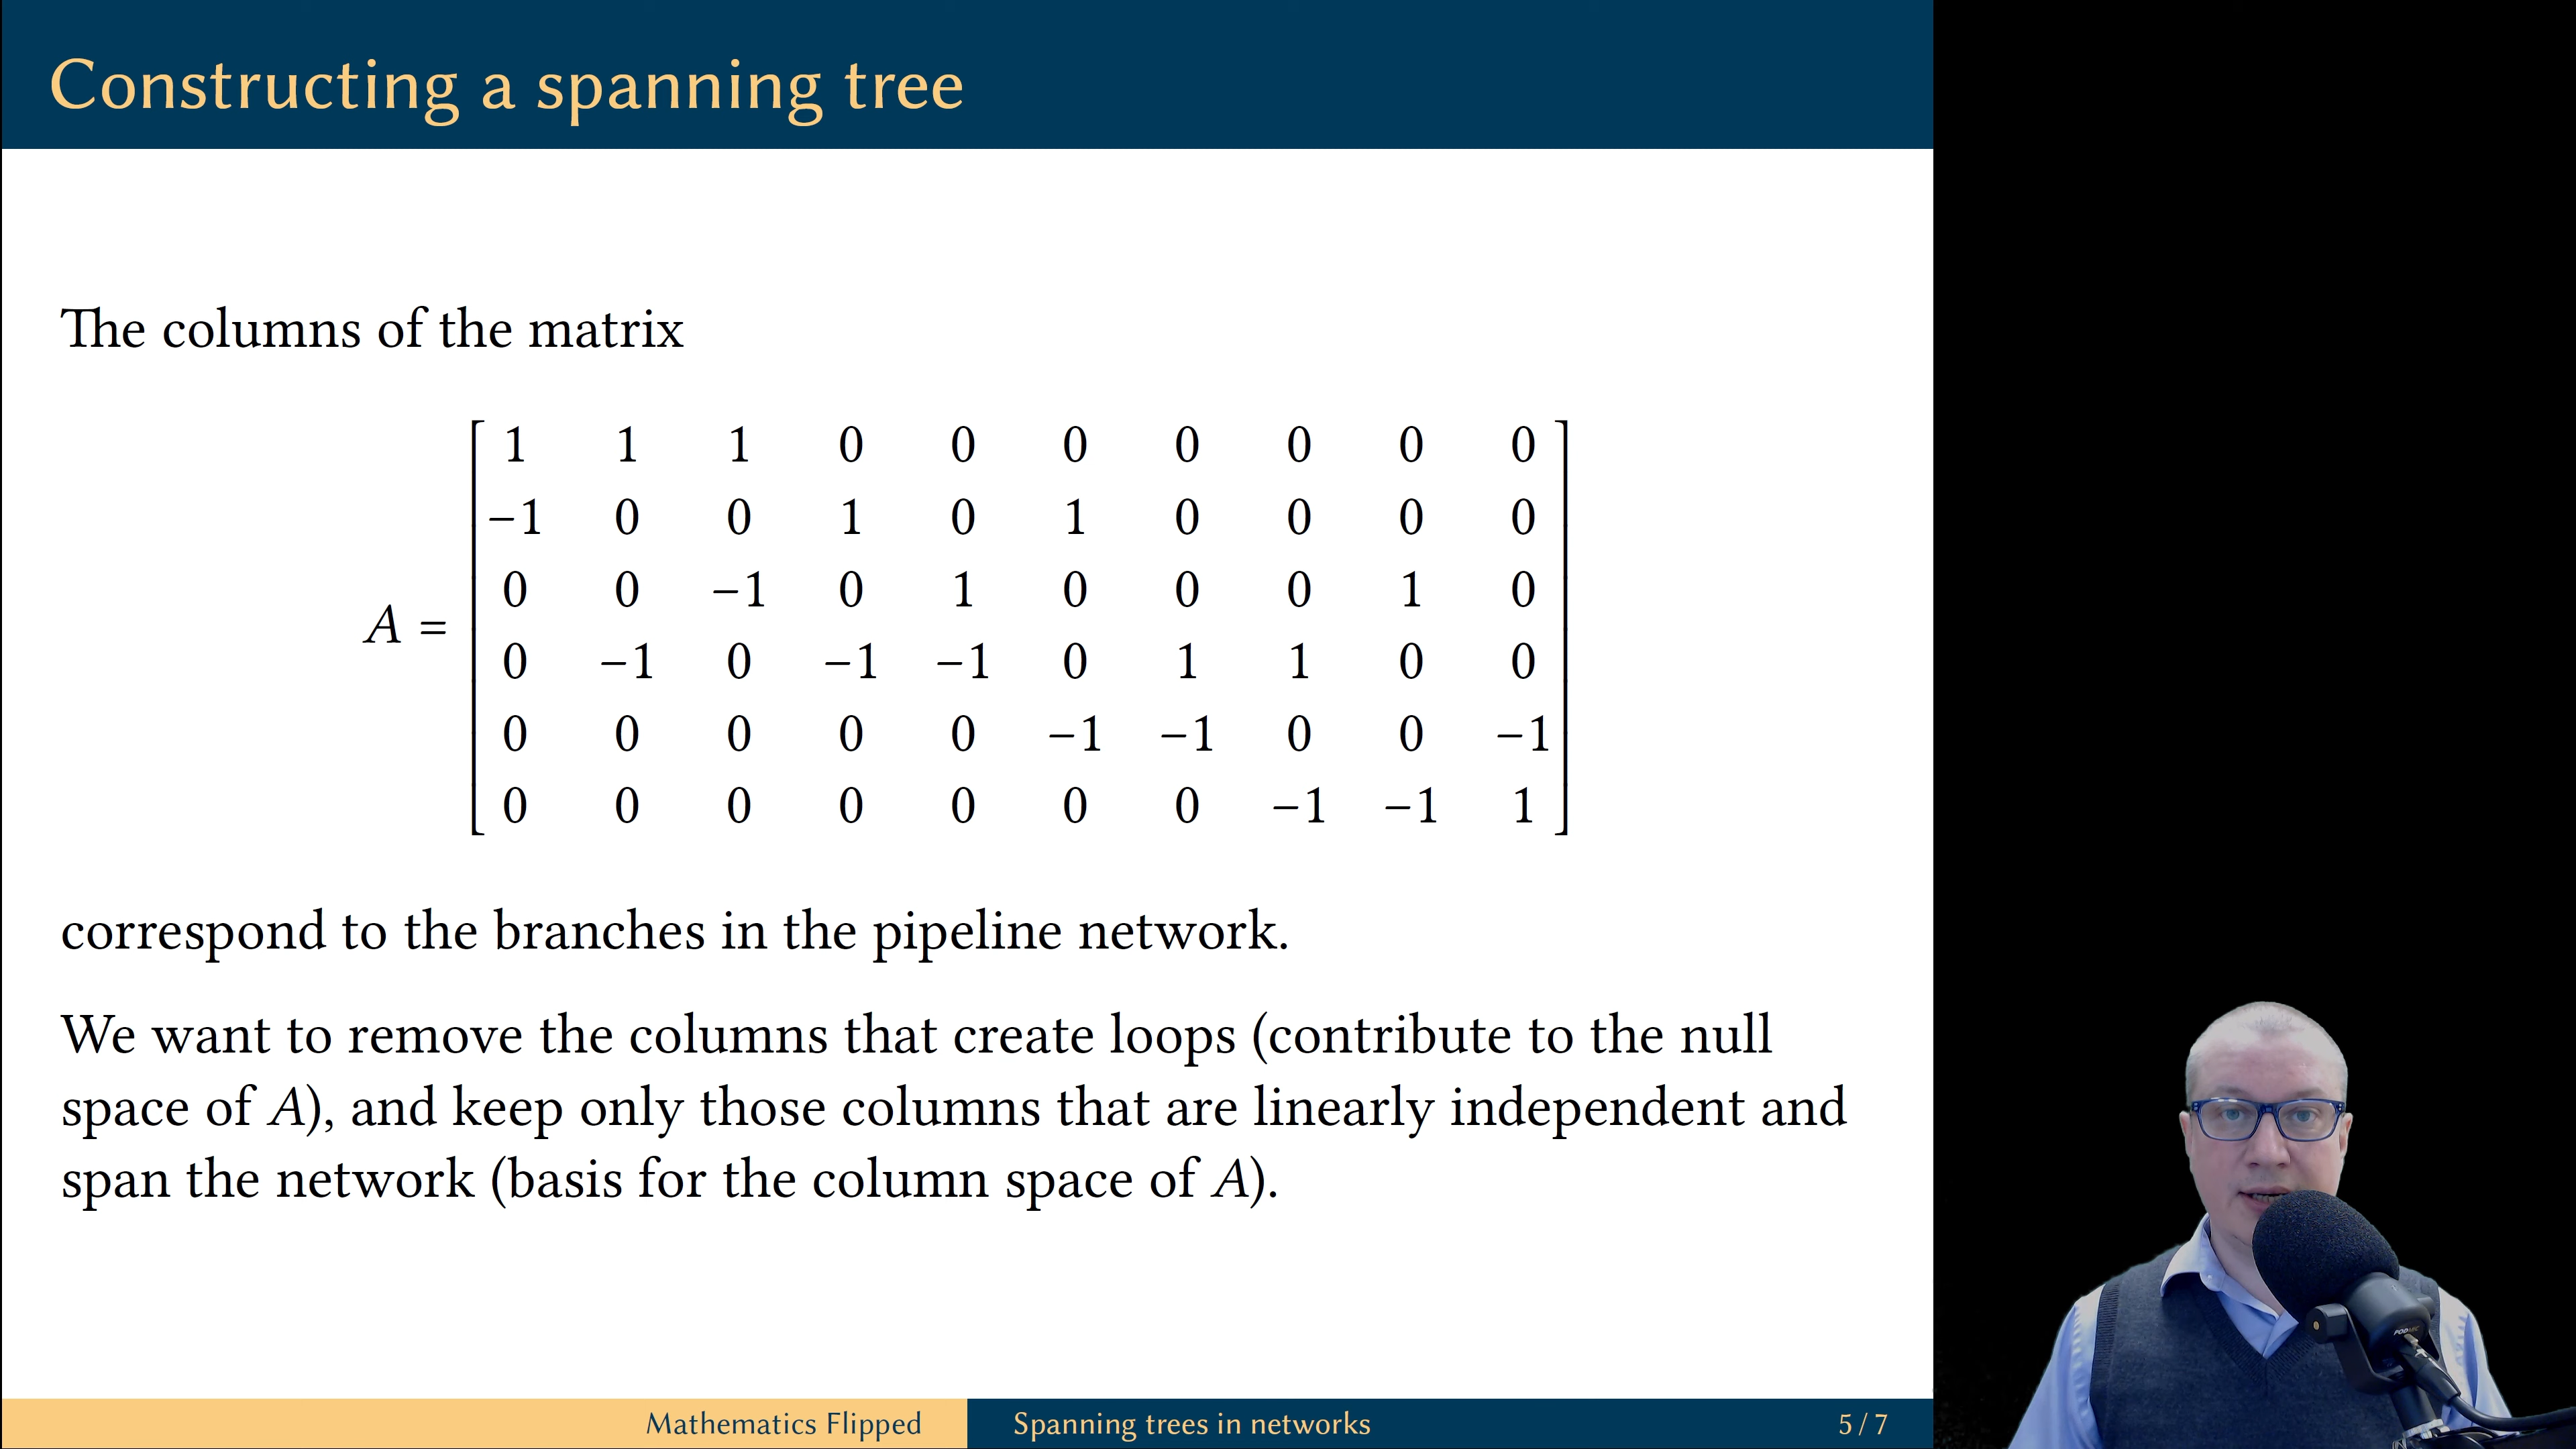 Constructing a spanning tree
The columns of the matrix
1 1 1 0 0 0 0 0 0 0
−1 0 0 1 0 1 0 0 0 0
0 0 −1 0 1 0 0 0 1 0
A =
0 −1 0 −1 −1 0 1 1 0 0
0 0 0 0 0 −1 −1 0 0 −1
0 0 0 0 0 0 0 −1 −1 1
correspond to the branches in the pipeline network.
We want to remove the columns that create loops (contribute to the null
space of A), and keep only those columns that are linearly independent and
span the network (basis for the column space of A).
Mathematics Flipped
Spanning trees in networks
5 / 7